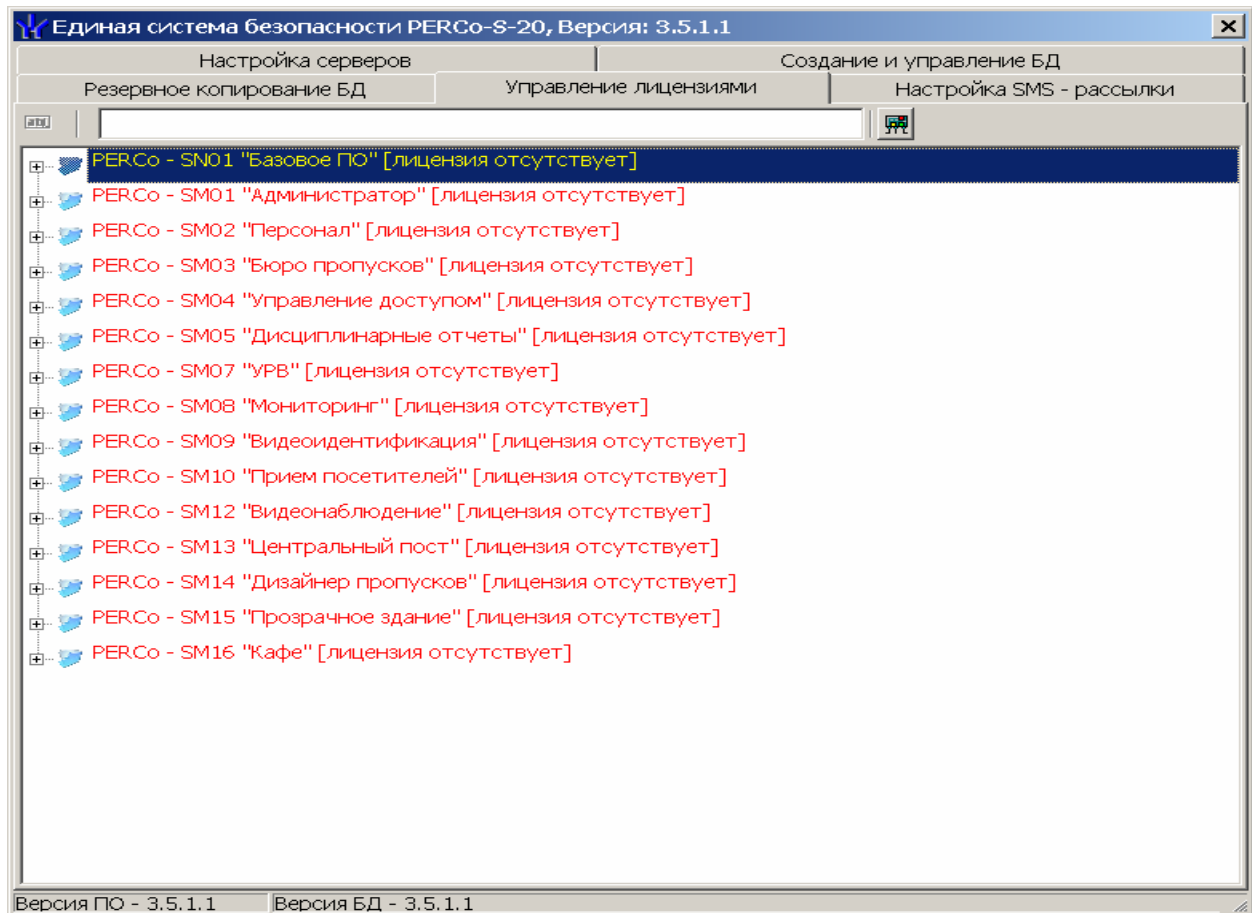 Единая система безопасности PERCo-S-20, Версия: 3.5.1.1
Настройка серверов
Создание и управление БД
Резервное копирование БД
Управление лицензиями
Настройка SMS - рассылки
PERCo - SN01 "Базовое ПО" [лицензия отсутствует]
PERCo - SM01 "Администратор" [лицензия отсутствует]
PERCo - SM02 "Персонал" [лицензия отсутствует]
PERCo - SM03 "Бюро пропусков" [лицензия отсутствует]
PERCo - SM04 "Управление доступом" [лицензия отсутствует]
PERCo - SM05 "Дисциплинарные отчеты" [лицензия отсутствует]
PERCo - SM07 "УРВ" [лицензия отсутствует]
PERCo - SM08 "Мониторинг" [лицензия отсутствует]
PERCo - SM09 "Видеоидентификация" [лицензия отсутствует]
PERCo - SM10 "Прием посетителей" [лицензия отсутствует]
PERCo - SM12 "Видеонаблюдение" [лицензия отсутствует]
PERCo - SM13 "Центральный пост" [лицензия отсутствует]
PERCo - SM14 "Дизайнер пропусков" [лицензия отсутствует]
PERCo - SM15 "Прозрачное здание" [лицензия отсутствует]
PERCo - SM16 "Кафе" [лицензия отсутствует]
Версия ПО - 3.5.1.1
Версия БД - 3.5.1.1